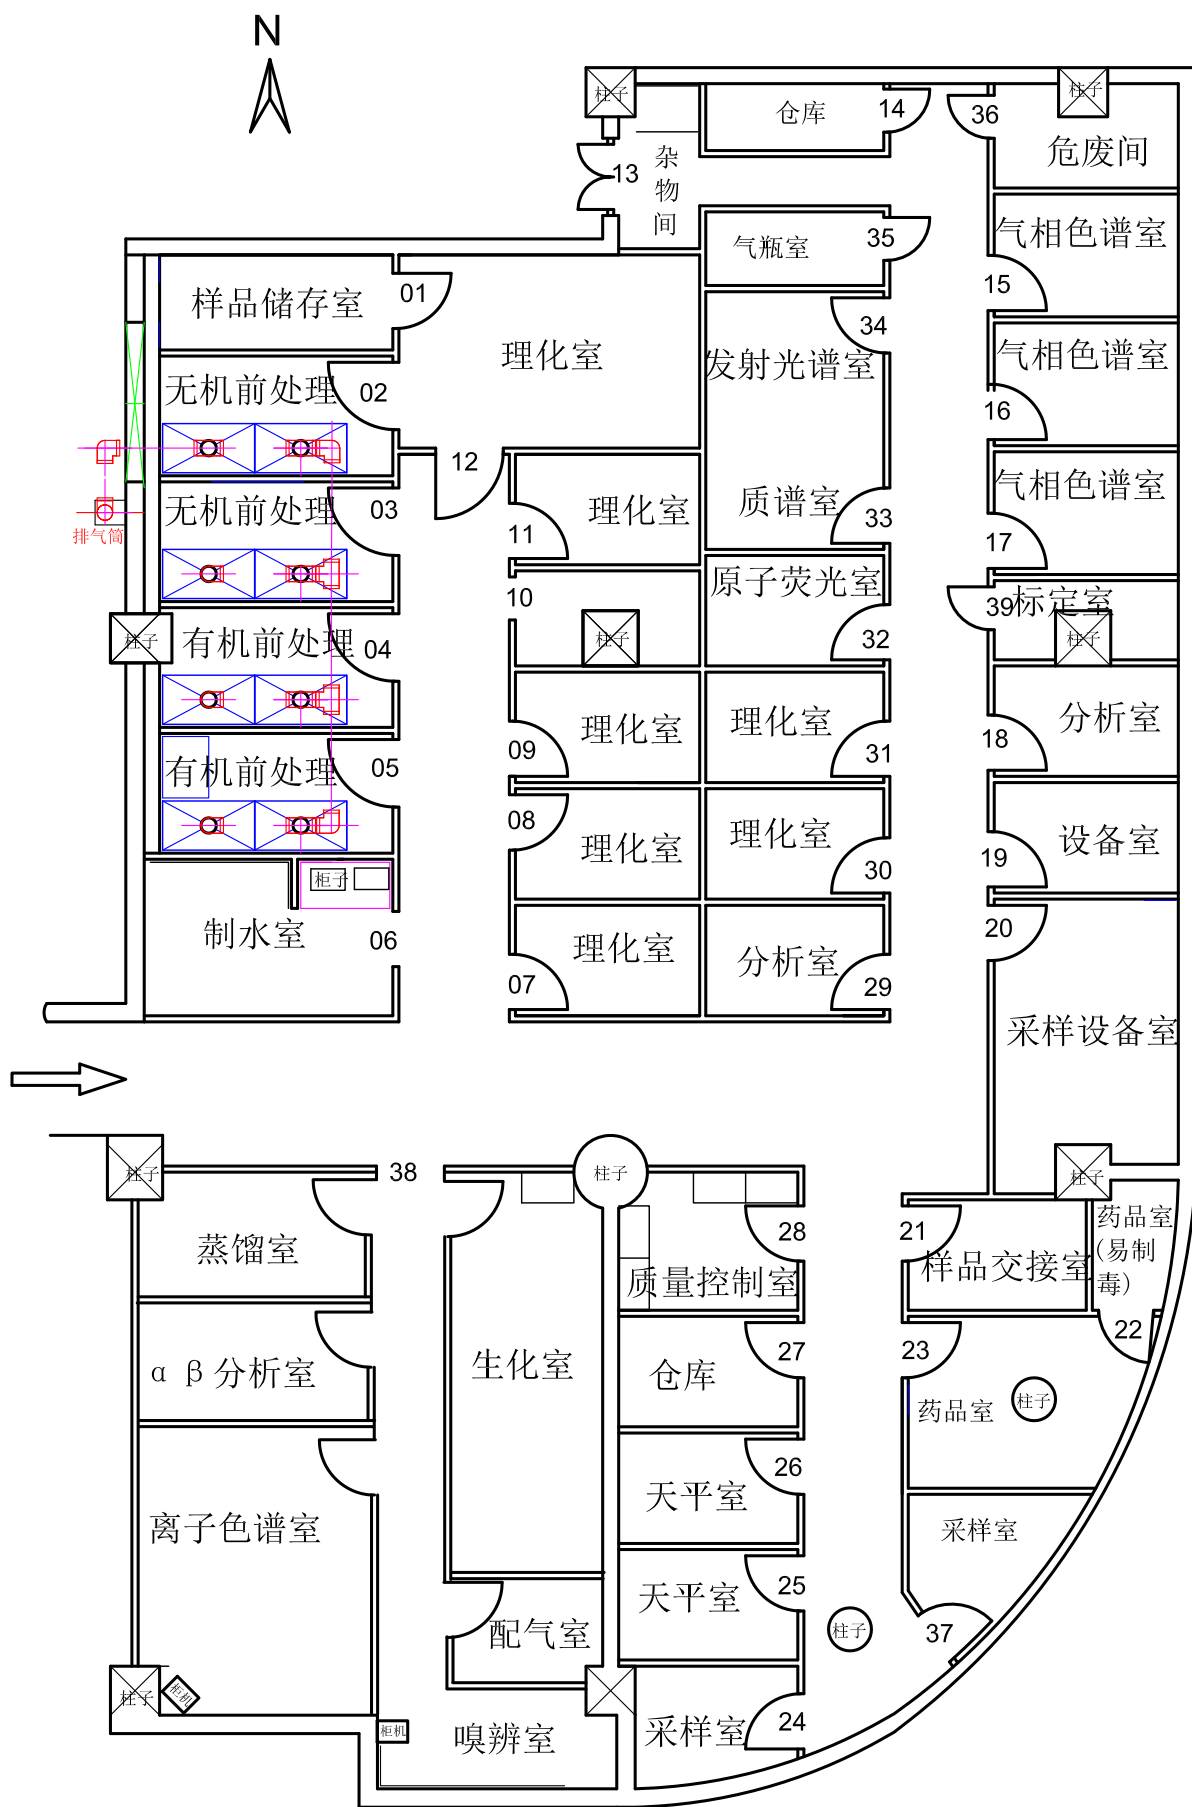 N
柱子
仓库
14
36
柱子
危废间
13
杂
物
间
气瓶室
35
气相色谱室
15
样品储存室
01
理化室
34
发射光谱室
气相色谱室
16
无机前处理
02
12
理化室
11
质谱室
33
气相色谱室
17
无机前处理
03
排气筒
10
柱子
原子荧光室
32
39
标定室
柱子
柱子
有机前处理
04
09
理化室
理化室
31
18
分析室
有机前处理
05
08
理化室
理化室
30
19
设备室
柜子
制水室
06
07
理化室
分析室
29
20
采样设备室
柱子
38
柱子
柱子
蒸馏室
28
质量控制室
21
样品交接室
药品室
(易制
毒)
22
α β分析室
生化室
仓库
27
23
药品室
柱子
离子色谱室
天平室
26
采样室
配气室
天平室
25
柱子
37
柱子
柜机
柜机
嗅辨室
采样室
24